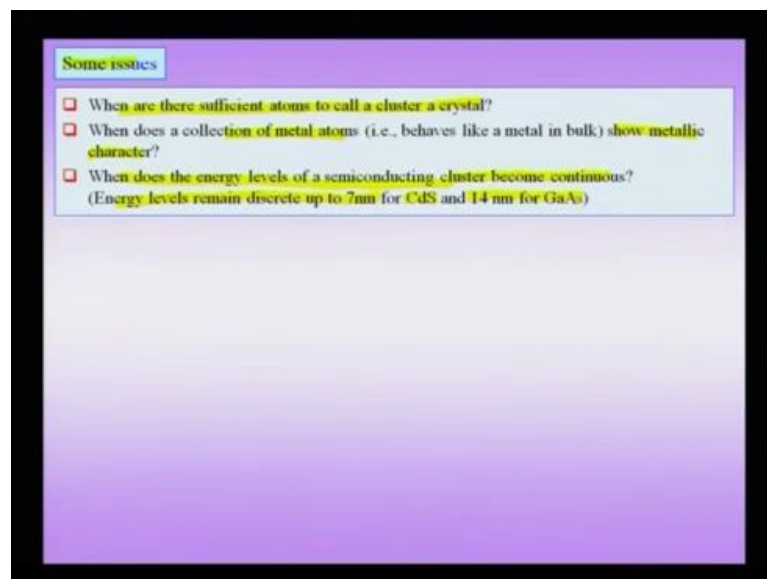 Some issues
❑ When are there sufficient atoms to call a cluster a crystal?
❑ When does a collection of metal atoms (i.e., behaves like a metal in bulk) show metallic
character?
❑ When does the energy levels of a semiconducting cluster become continuous?
(Energy levels remain discrete up to 7nm for CdS and 14 nm for GaAs)